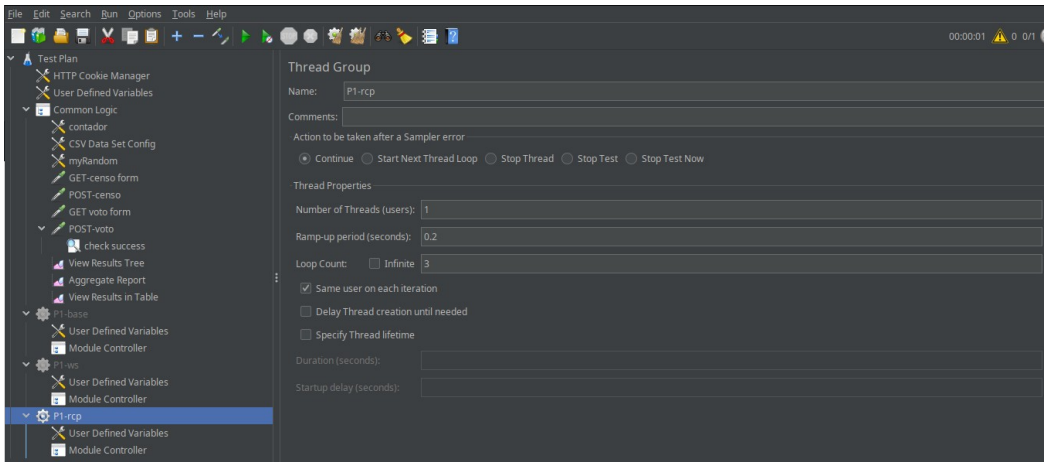 File Edit Search Run Options Tools Help
00:00:01 0 0/1
Test Plan
HTTP Cookie Manager
User Defined Variables
Common Logic
contador
CSV Data Set Config
myRandom
GET-censo form
POST-censo
GET voto form
POST-voto
check success
View Results Tree
Aggregate Report
View Results in Table
P1-base
User Defined Variables
Module Controller
P1-ws
User Defined Variables
Module Controller
P1-rcp
User Defined Variables
Module Controller
Thread Group
Name: P1-rcp
Comments:
Action to be taken after a Sampler error
Continue Start Next Thread Loop Stop Thread Stop Test Stop Test Now
Thread Properties
Number of Threads (users): 1
Ramp-up period (seconds): 0.2
Loop Count: Infinite 3
Same user on each iteration
Delay Thread creation until needed
Specify Thread lifetime
Duration (seconds):
Startup delay (seconds):